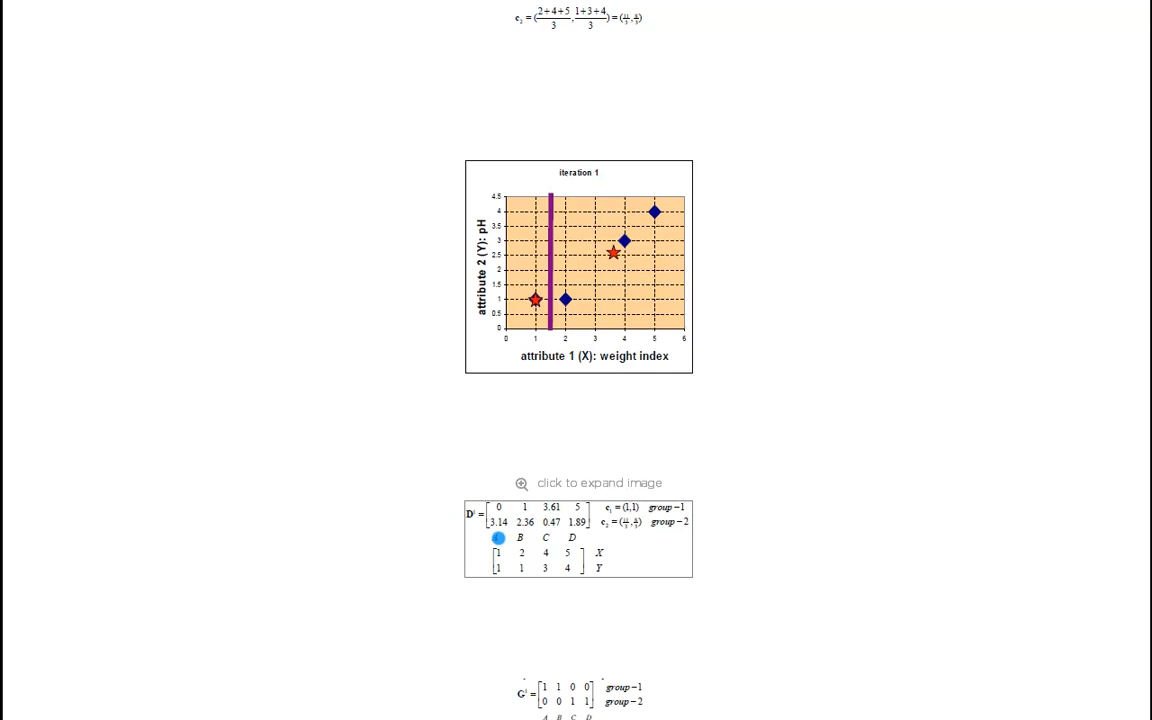 c₂ = (2+4+5/3, 1+3+4/3) = (11/3, 8/3)
iteration 1
attribute 2 (Y): pH
4.5
4
3.5
3
2.5
2
1.5
1
0.5
0
0 1 2 3 4 5 6
attribute 1 (X): weight index
click to expand image
D¹ = [0 1 3.61 5] c₁ = (1,1) group-1
[3.14 2.36 0.47 1.89] c₂ = (11/3, 8/3) group-2
B C D
[1 2 4 5] X
[1 1 3 4] Y
G¹ = [1 1 0 0] group-1
[0 0 1 1] group-2
A B C D